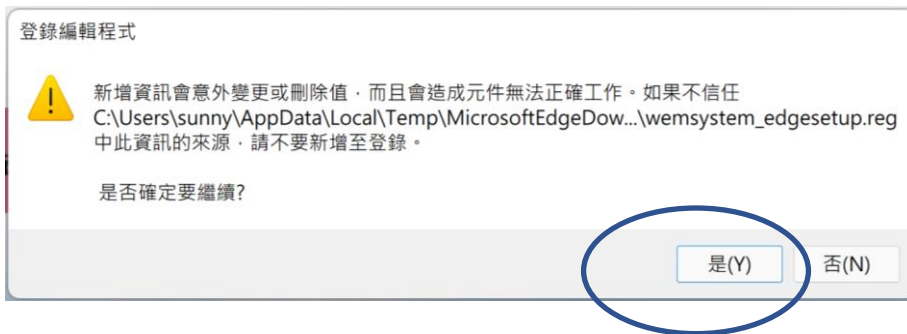 登錄編輯程式
新增資訊會意外變更或刪除值，而且會造成元件無法正確工作。如果不信任
C:\Users\sunny\AppData\Local\Temp\MicrosoftEdgeDow...\wemsystem_edgesetup.reg
中此資訊的來源，請不要新增至登錄。
是否確定要繼續?
是(Y) 否(N)